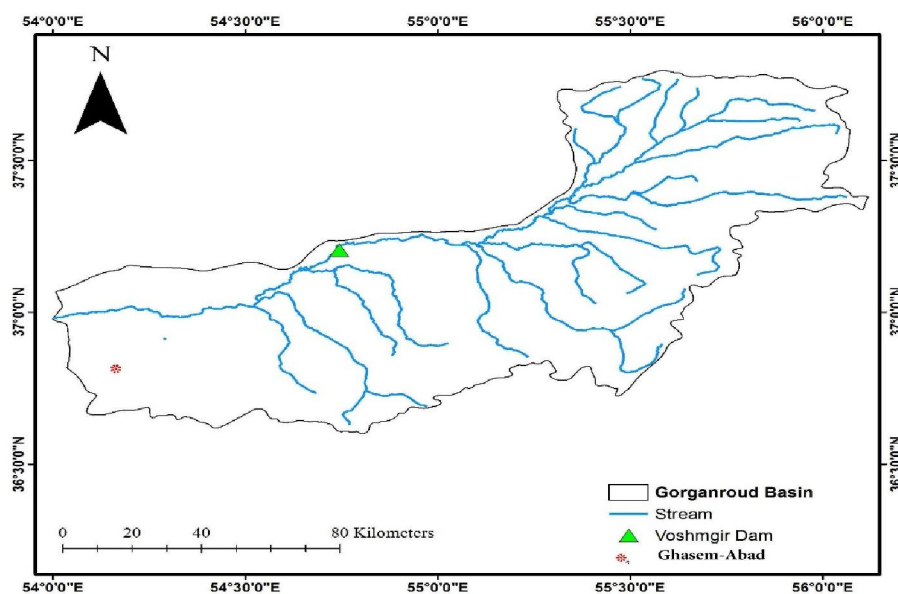 54°0'0"E 54°30'0"E 55°0'0"E 55°30'0"E 56°0'0"E
N
37°30'0"N 37°30'0"N
37°0'0"N 37°0'0"N
36°30'0"N 36°30'0"N
Gorganroud Basin
Stream
Voshmgir Dam
Ghasem-Abad
0 20 40 80 Kilometers
54°0'0"E 54°30'0"E 55°0'0"E 55°30'0"E 56°0'0"E